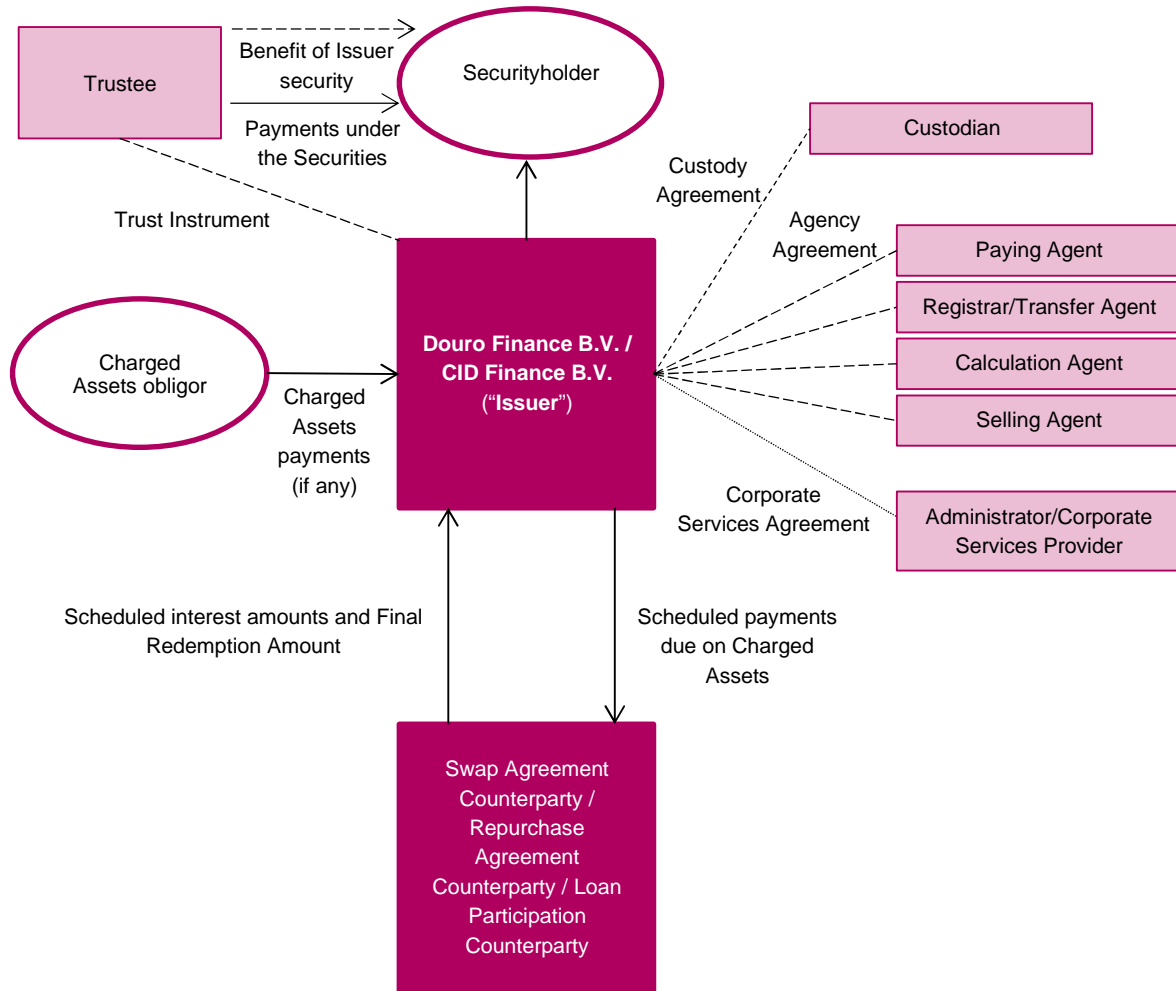 Trustee
Benefit of Issuer
security
Payments under
the Securities
Securityholder
Custodian
Custody
Agreement
Trust Instrument
Agency
Agreement
Paying Agent
Registrar/Transfer Agent
Calculation Agent
Selling Agent
Charged
Assets obligor
Charged
Assets
payments
(if any)
Douro Finance B.V. /
CID Finance B.V.
(“Issuer”)
Corporate
Services Agreement
Administrator/Corporate
Services Provider
Scheduled interest amounts and Final
Redemption Amount
Scheduled payments
due on Charged
Assets
Swap Agreement
Counterparty /
Repurchase
Agreement
Counterparty / Loan
Participation
Counterparty